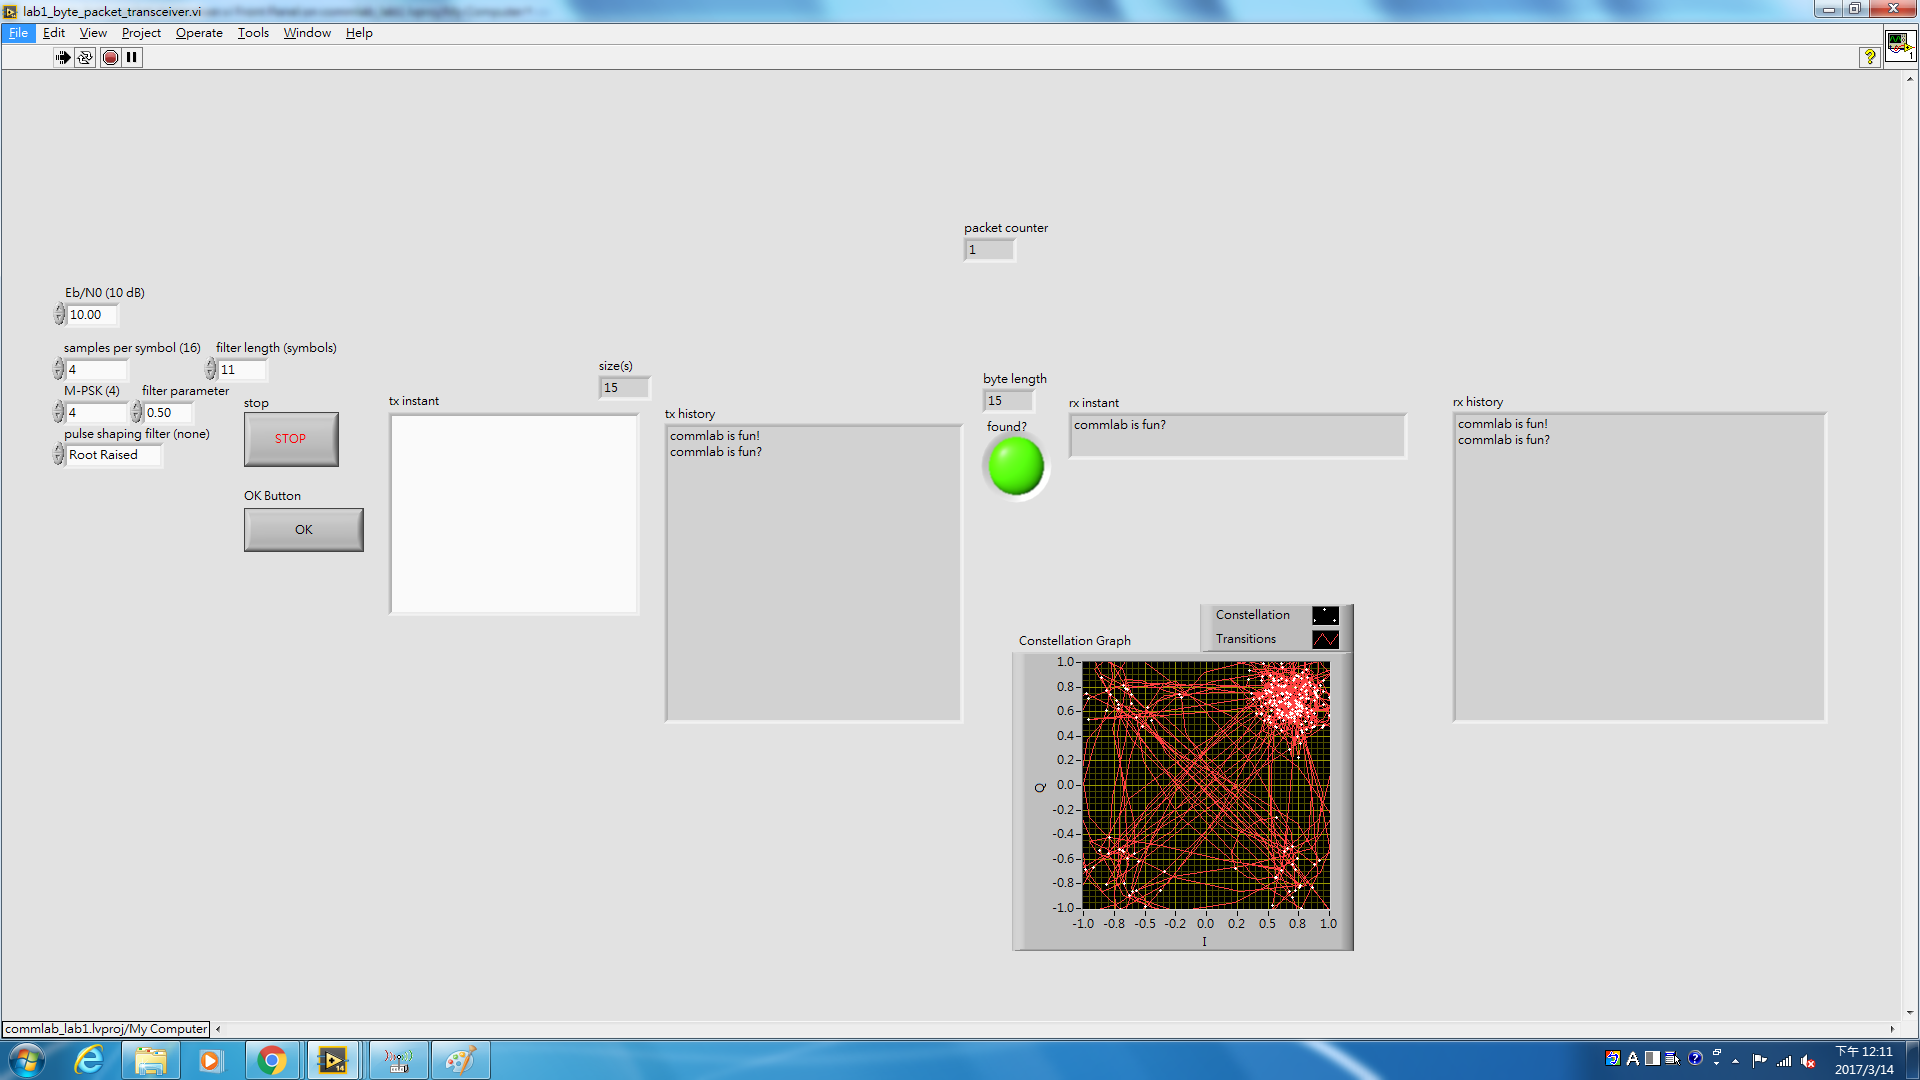 lab1_byte_packet_transceiver.vi
File Edit View Project Operate Tools Window Help
1
packet counter
1
Eb/N0 (10 dB)
10.00
samples per symbol (16) filter length (symbols)
4 11
M-PSK (4) filter parameter
4 0.50
pulse shaping filter (none)
Root Raised
stop
STOP
OK Button
OK
tx instant
size(s)
15
tx history
commlab is fun!
commlab is fun?
byte length
15
found?
rx instant
commlab is fun?
rx history
commlab is fun!
commlab is fun?
Constellation
Transitions
Constellation Graph
1.0
0.8
0.6
0.4
0.2
0.0
-0.2
-0.4
-0.6
-0.8
-1.0
Q
-1.0 -0.8 -0.5 -0.2 0.0 0.2 0.5 0.8 1.0
I
commlab_lab1.lvproj/My Computer
14
A
下午 12:11
2017/3/14